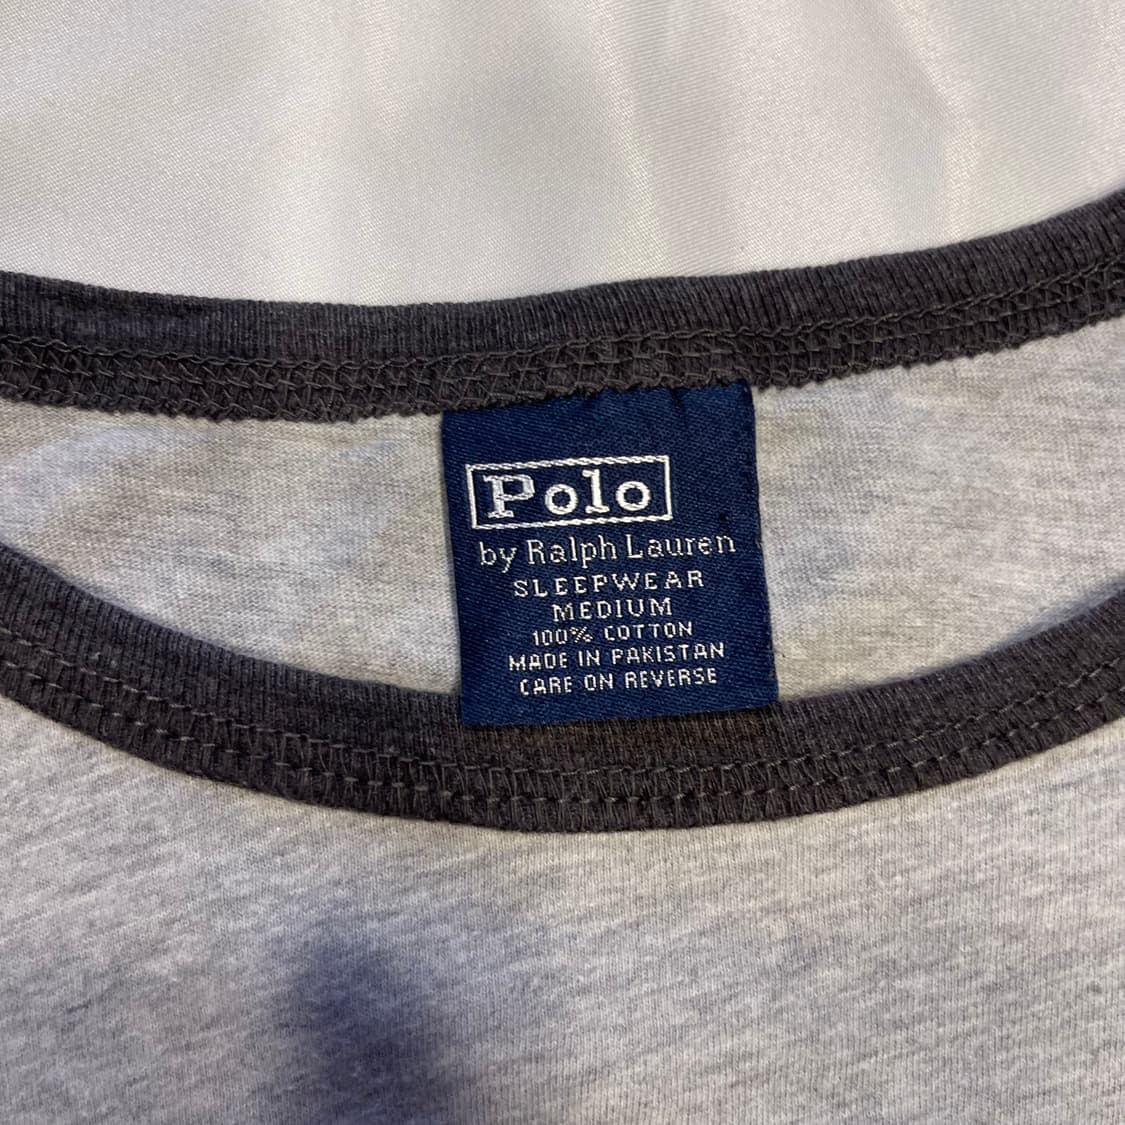 Polo
by Ralph Lauren
SLEEPWEAR
MEDIUM
100% COTTON
MADE IN PAKISTAN
CARE ON REVERSE